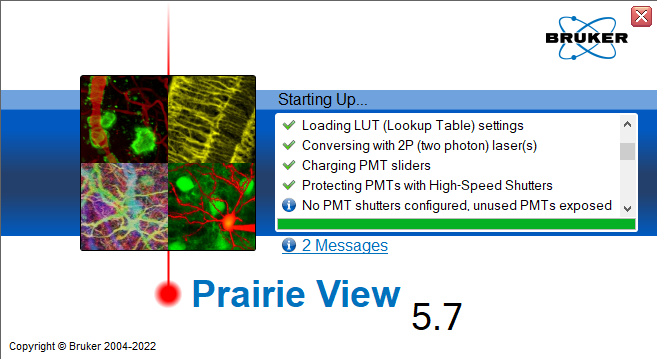 BRUKER
Starting Up...
Loading LUT (Lookup Table) settings
Conversing with 2P (two photon) laser(s)
Charging PMT sliders
Protecting PMTs with High-Speed Shutters
No PMT shutters configured, unused PMTs exposed
2 Messages
Prairie View 5.7
Copyright © Bruker 2004-2022